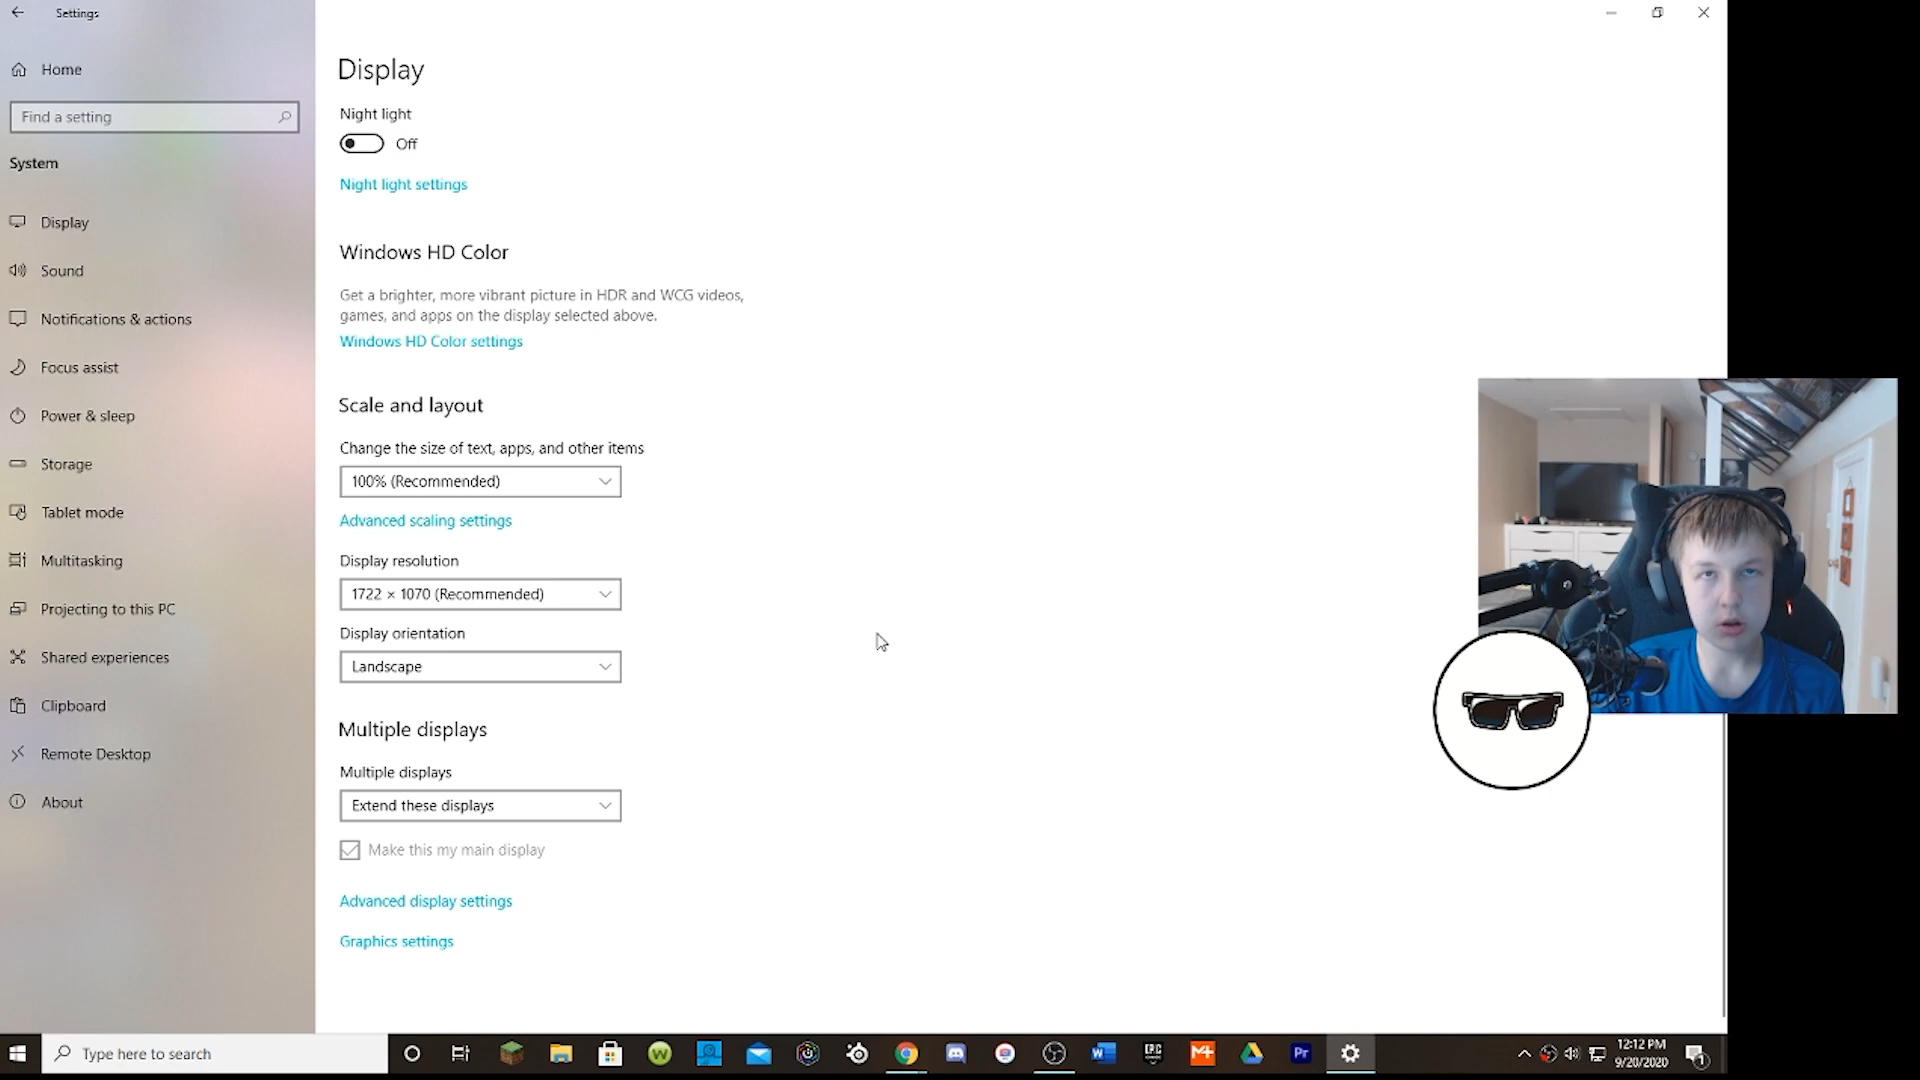 Settings
Home
Find a setting
System
Display
Sound
Notifications & actions
Focus assist
Power & sleep
Storage
Tablet mode
Multitasking
Projecting to this PC
Shared experiences
Clipboard
Remote Desktop
About
Display
Night light
Off
Night light settings
Windows HD Color
Get a brighter, more vibrant picture in HDR and WCG videos,
games, and apps on the display selected above.
Windows HD Color settings
Scale and layout
Change the size of text, apps, and other items
100% (Recommended)
Advanced scaling settings
Display resolution
1722 × 1070 (Recommended)
Display orientation
Landscape
Multiple displays
Multiple displays
Extend these displays
Make this my main display
Advanced display settings
Graphics settings
Type here to search
W
W
EPIC
M+
Pr
12:12 PM
9/20/2020
1